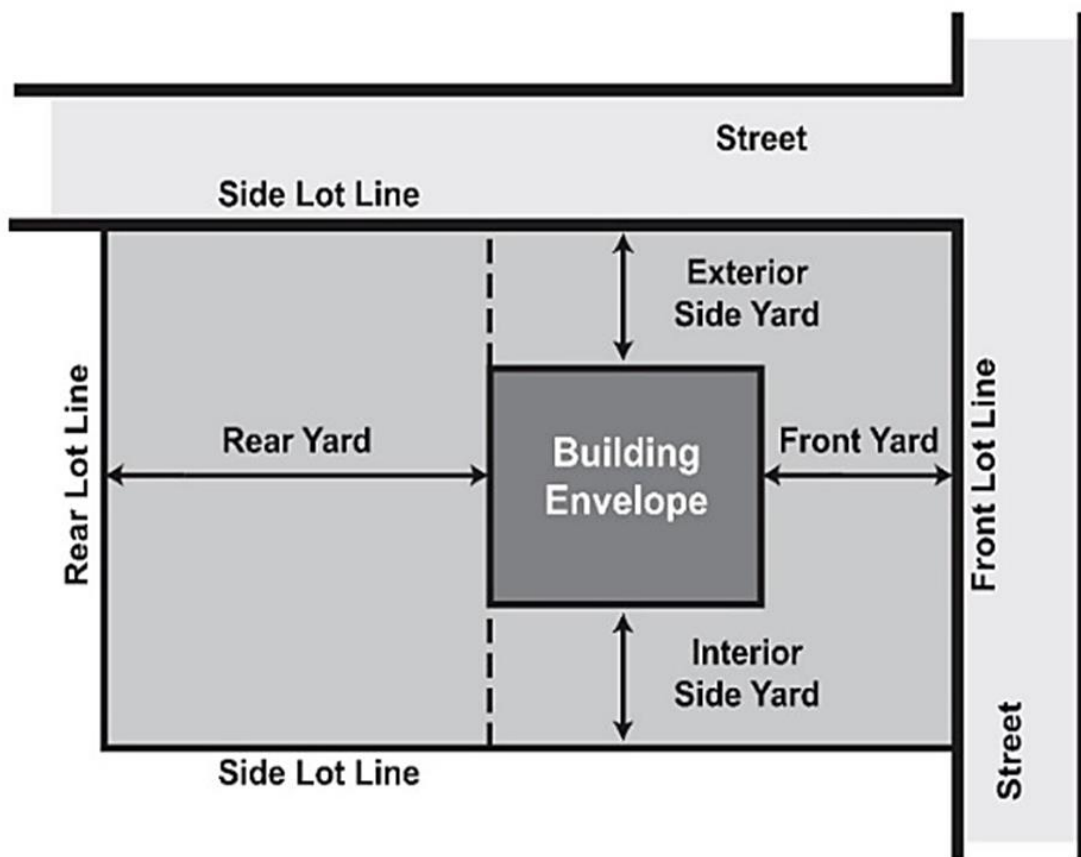 Street
Side Lot Line
Exterior
Side Yard
Rear Lot Line
Rear Yard
Building
Envelope
Front Yard
Front Lot Line
Interior
Side Yard
Side Lot Line
Street